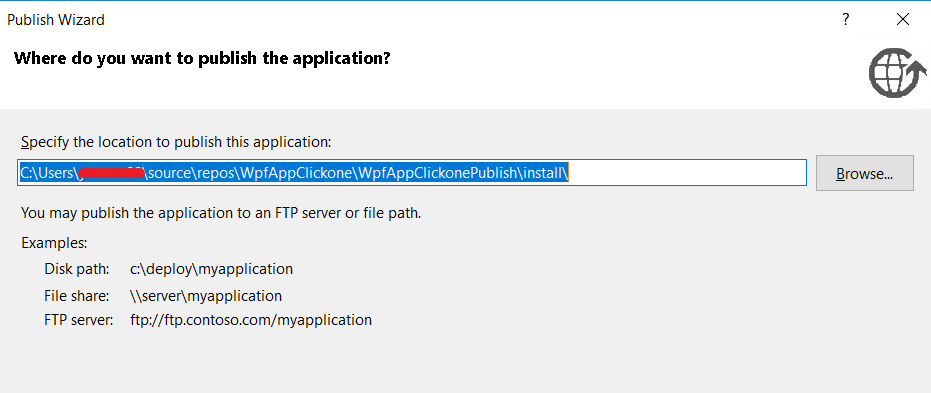 Publish Wizard ?
Where do you want to publish the application?
Specify the location to publish this application:
C:\Users\ \source\repos\WpfAppClickone\WpfAppClickonePublish\install\
Browse...
You may publish the application to an FTP server or file path.
Examples:
Disk path: c:\deploy\myapplication
File share: \\server\myapplication
FTP server: ftp://ftp.contoso.com/myapplication